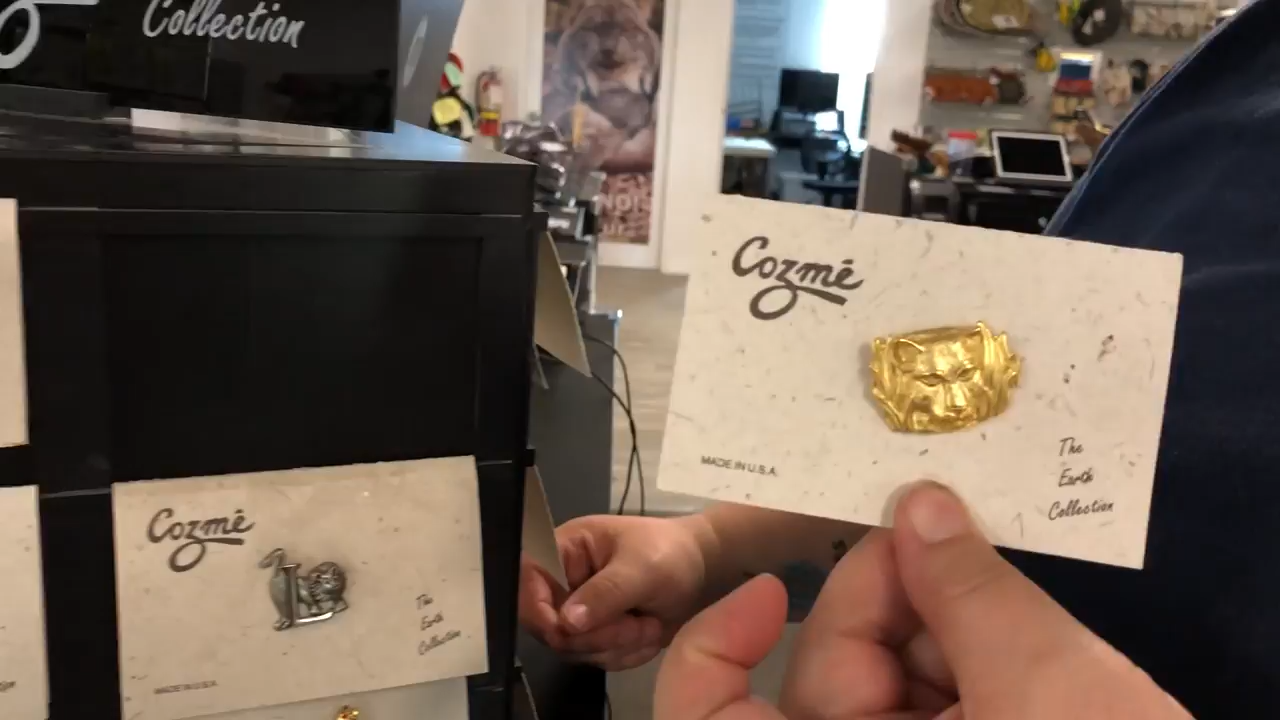 Collection
Cozmé
MADE IN U.S.A.
The
Earth
Collection
Cozmé
The
Earth
Collection
MADE IN U.S.A.